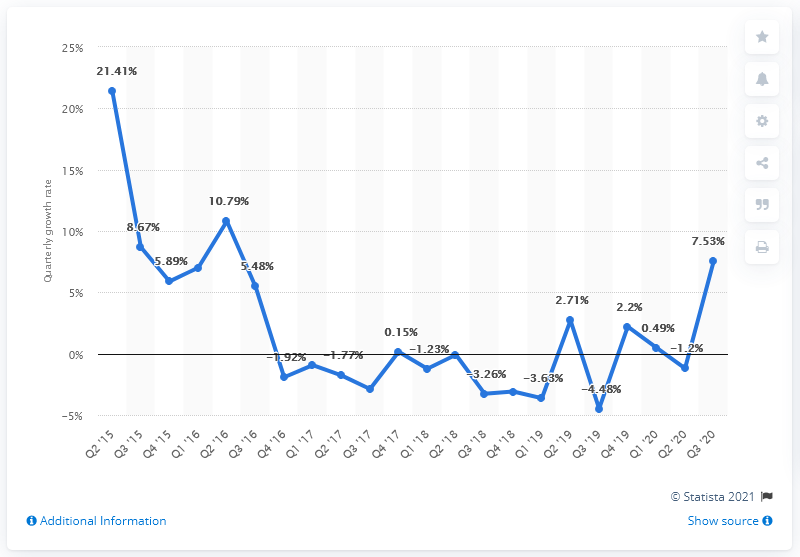 25%
20%
15%
10%
5%
0%
−5%
Quarterly growth rate
21.41%
8.67%
5.89%
10.79%
5.48%
−1.92%
−1.77%
0.15%
−1.23%
−3.26%
−3.63%
2.71%
−4.48%
2.2%
0.49%
−1.2%
7.53%
Q2 '15
Q3 '15
Q4 '15
Q1 '16
Q2 '16
Q3 '16
Q4 '16
Q1 '17
Q2 '17
Q3 '17
Q4 '17
Q1 '18
Q2 '18
Q3 '18
Q4 '18
Q1 '19
Q2 '19
Q3 '19
Q4 '19
Q1 '20
Q2 '20
Q3 '20
© Statista 2021
Additional Information
Show source